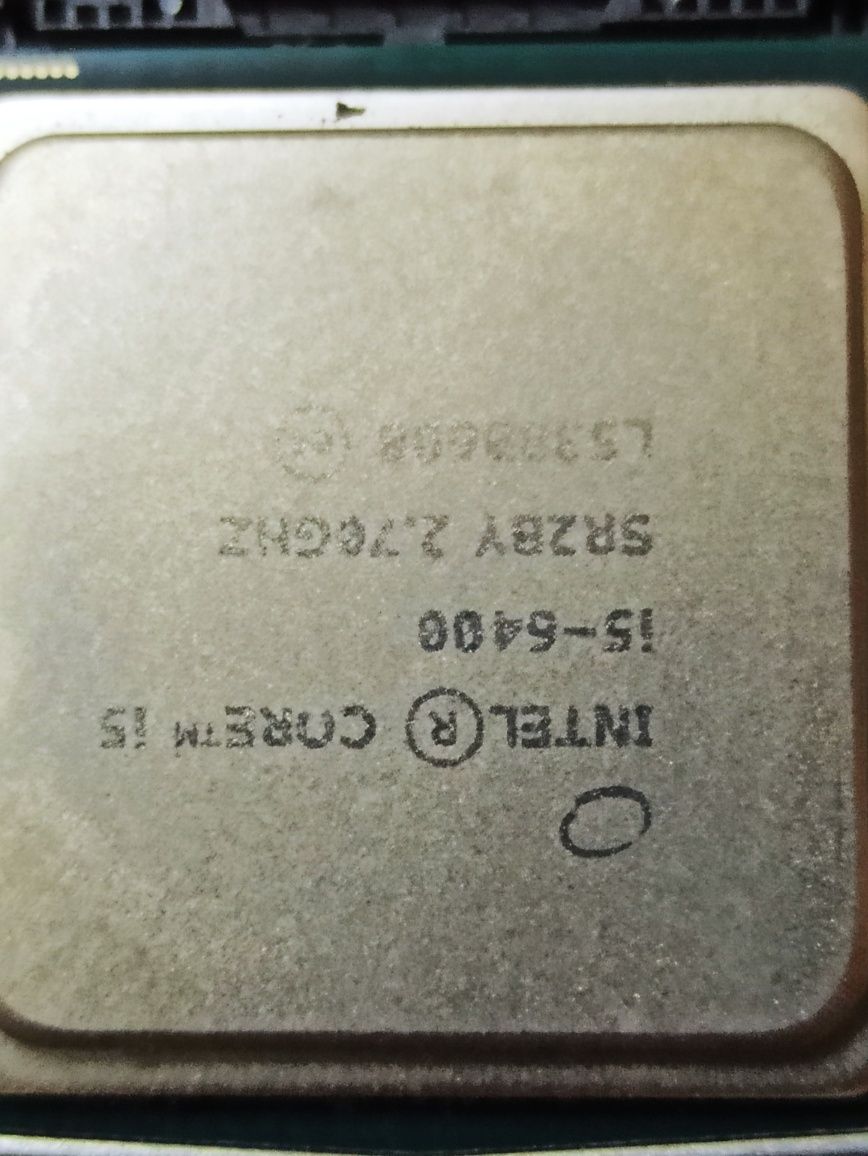 INTEL® CORE™ i5
i5-6400
SR2BY 2.70GHZ